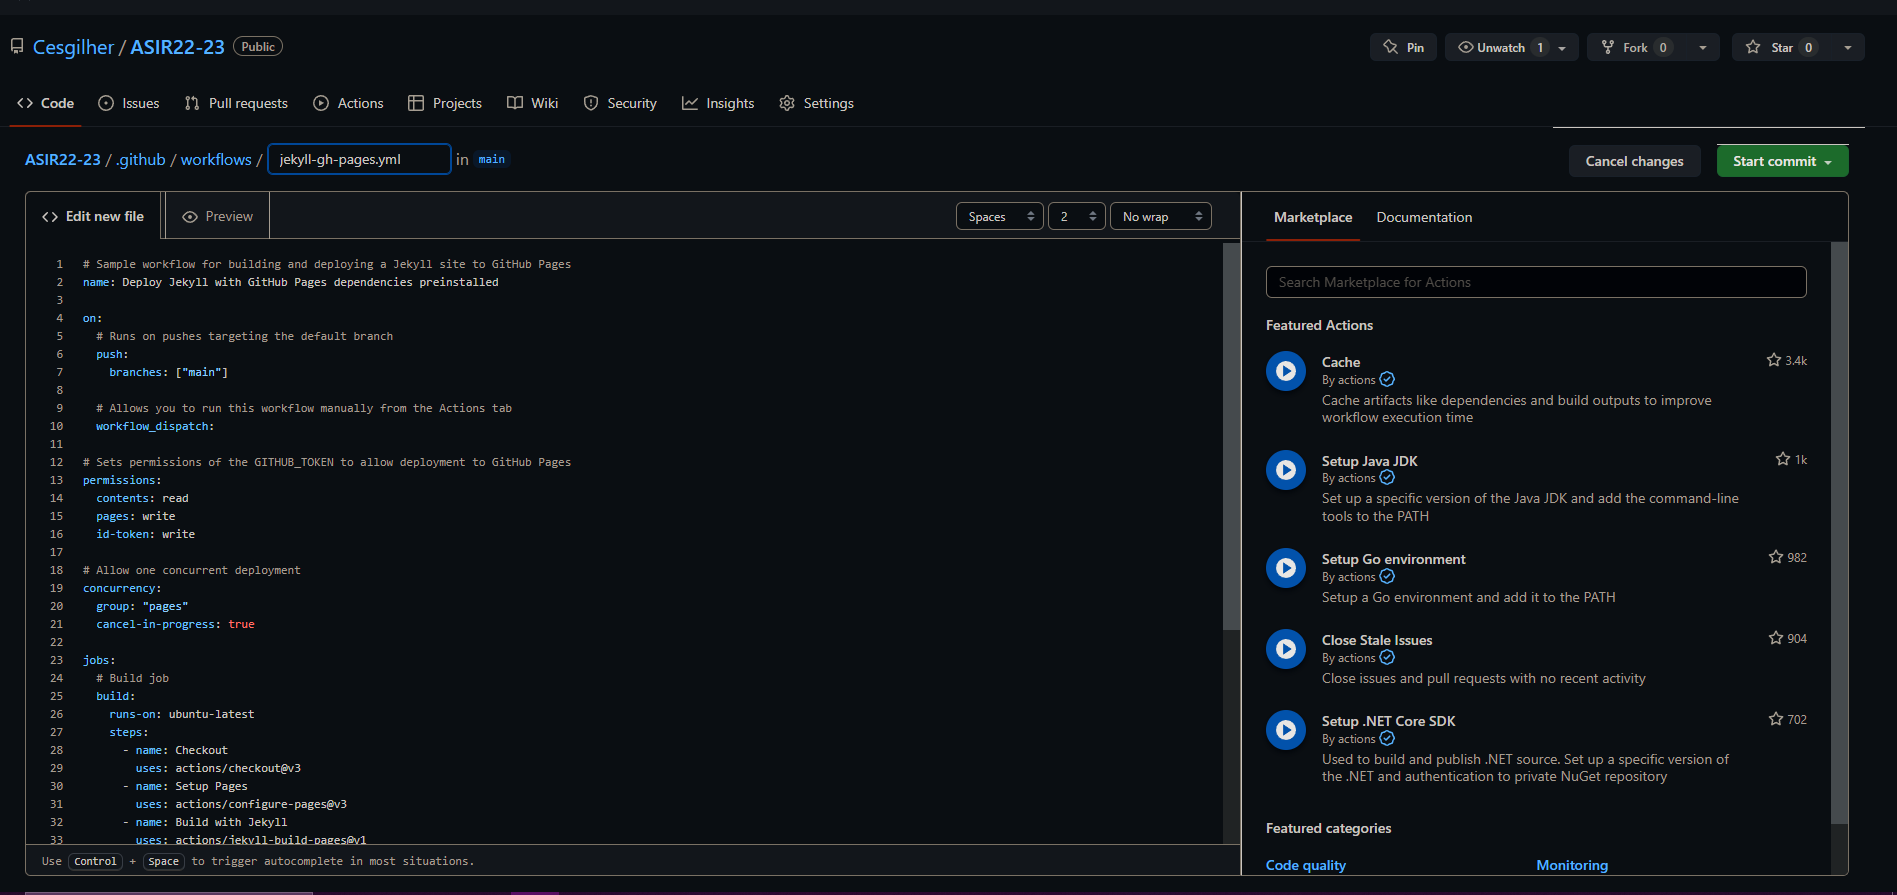 Cesgilher / ASIR22-23 Public
Pin Unwatch 1 Fork 0 Star 0
Code Issues Pull requests Actions Projects Wiki Security Insights Settings
ASIR22-23 / .github / workflows / jekyll-gh-pages.yml in main
Cancel changes Start commit
Edit new file Preview
Spaces 2 No wrap
1 # Sample workflow for building and deploying a Jekyll site to GitHub Pages
2 name: Deploy Jekyll with GitHub Pages dependencies preinstalled
3
4 on:
5 # Runs on pushes targeting the default branch
6 push:
7 branches: ["main"]
8
9 # Allows you to run this workflow manually from the Actions tab
10 workflow_dispatch:
11
12 # Sets permissions of the GITHUB_TOKEN to allow deployment to GitHub Pages
13 permissions:
14 contents: read
15 pages: write
16 id-token: write
17
18 # Allow one concurrent deployment
19 concurrency:
20 group: "pages"
21 cancel-in-progress: true
22
23 jobs:
24 # Build job
25 build:
26 runs-on: ubuntu-latest
27 steps:
28 - name: Checkout
29 uses: actions/checkout@v3
30 - name: Setup Pages
31 uses: actions/configure-pages@v3
32 - name: Build with Jekyll
33 uses: actions/jekyll-build-pages@v1
Use Control + Space to trigger autocomplete in most situations.
Marketplace Documentation
Search Marketplace for Actions
Featured Actions
Cache 3.4k
By actions
Cache artifacts like dependencies and build outputs to improve
workflow execution time
Setup Java JDK 1k
By actions
Set up a specific version of the Java JDK and add the command-line
tools to the PATH
Setup Go environment 982
By actions
Setup a Go environment and add it to the PATH
Close Stale Issues 904
By actions
Close issues and pull requests with no recent activity
Setup .NET Core SDK 702
By actions
Used to build and publish .NET source. Set up a specific version of
the .NET and authentication to private NuGet repository
Featured categories
Code quality Monitoring